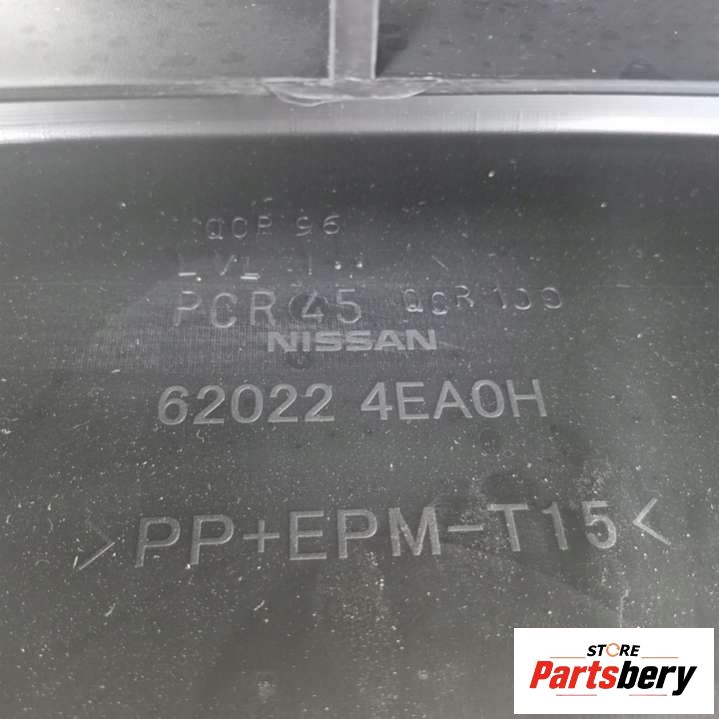 QCR 96
PCR 45 QCR 100
NISSAN
62022 4EA0H
>PP+EPM-T15<
STORE
Partsbery